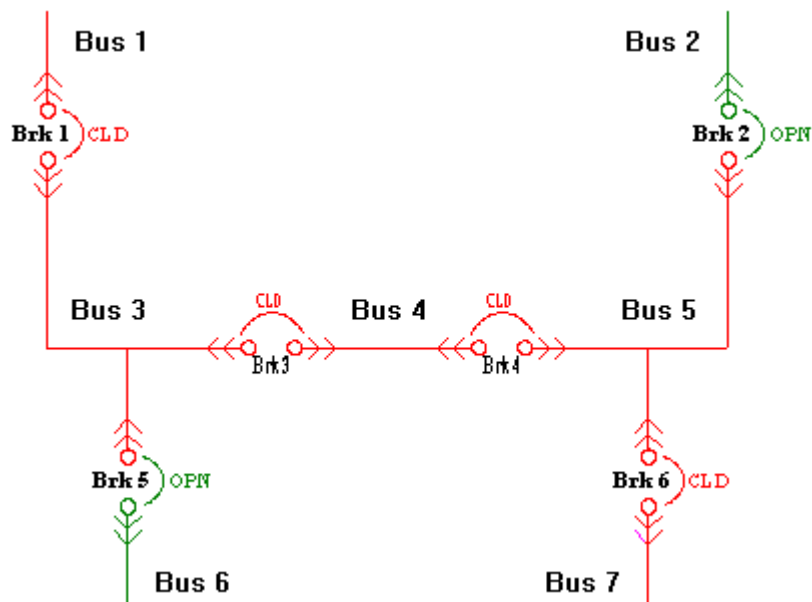 Bus 1
Bus 2
Brk 1
CLD
Brk 2
OPN
Bus 3
CLD
Bus 4
CLD
Bus 5
Brk3
Brk4
Brk 5
OPN
Brk 6
CLD
Bus 6
Bus 7